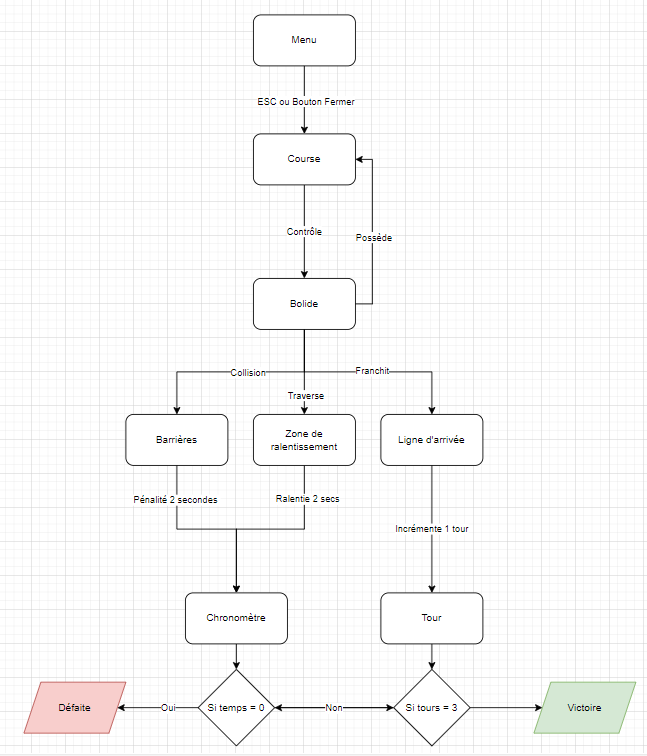 Menu
ESC ou Bouton Fermer
Course
Contrôle
Possède
Bolide
Collision
Franchit
Traverse
Barrières
Zone de
ralentissement
Ligne d'arrivée
Pénalité 2 secondes
Ralentie 2 secs
Incrémente 1 tour
Chronomètre
Tour
Défaite
Oui
Si temps = 0
Non
Si tours = 3
Victoire